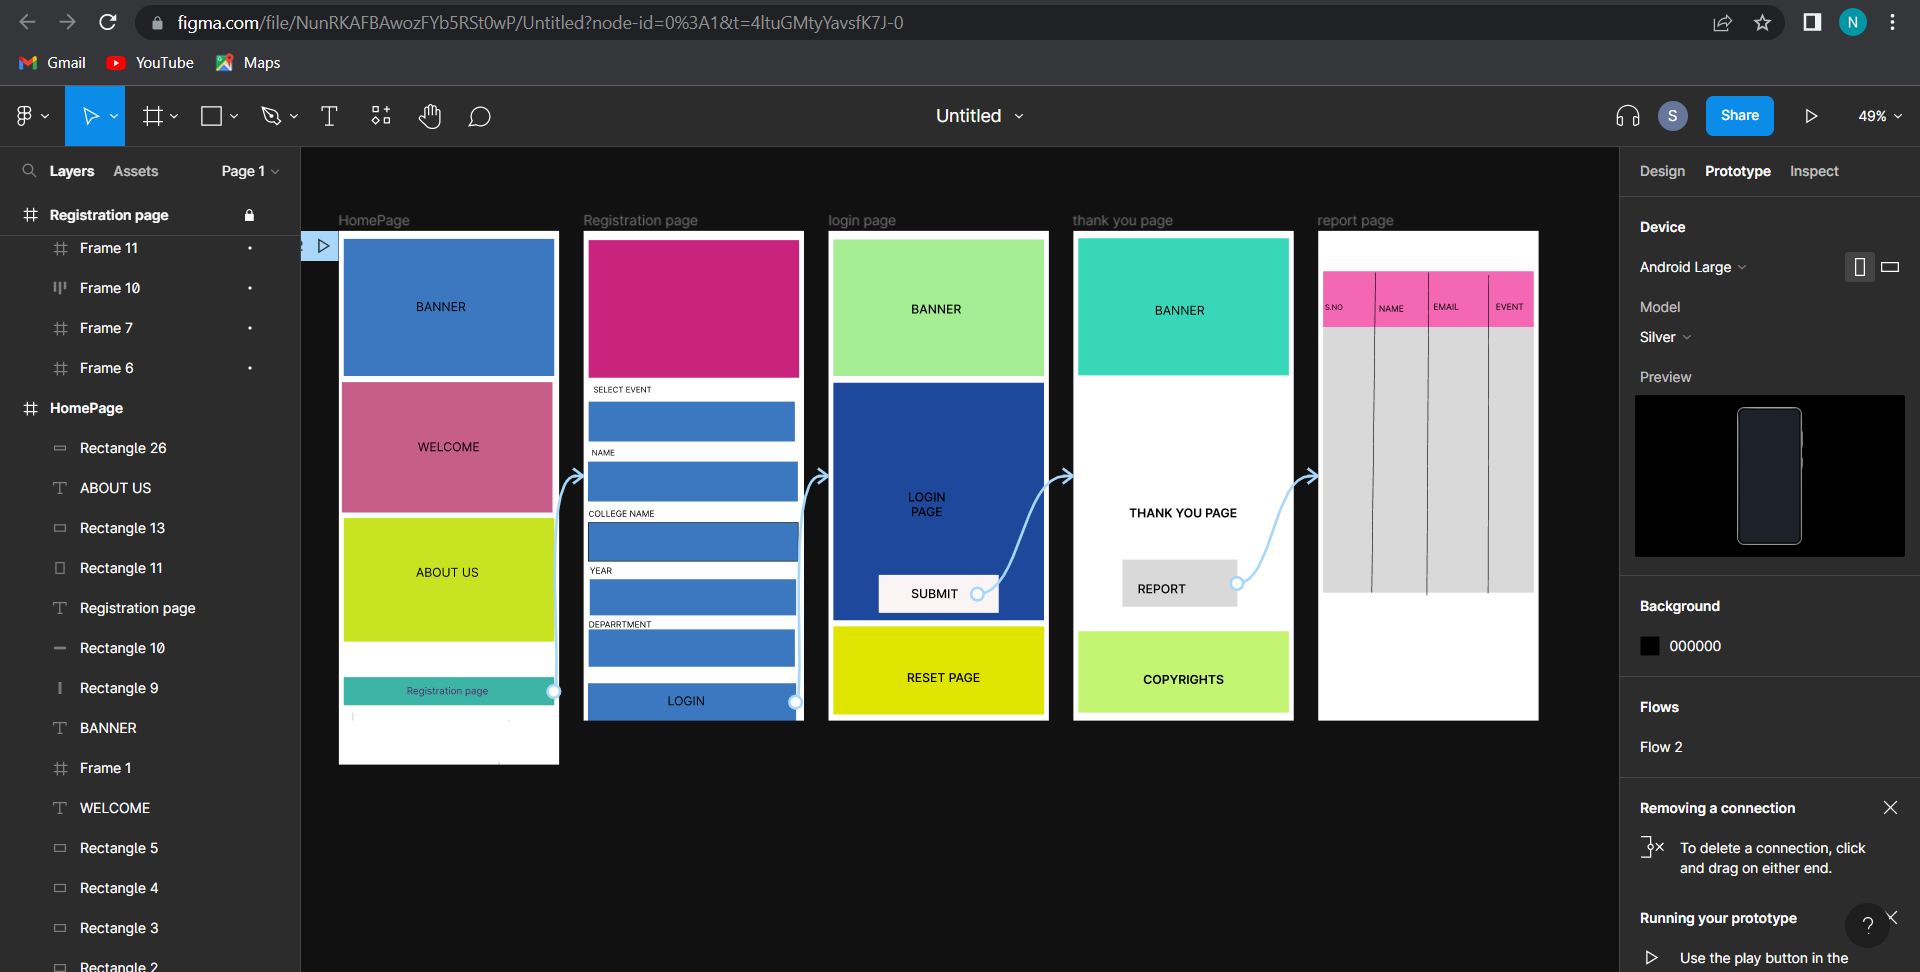 figma.com/file/NunRKAFBAwozFYb5RSt0wP/Untitled?node-id=0%3A1&t=4ltuGMtyYavsfK7J-0
N
Gmail
YouTube
Maps
Untitled
S
Share
49%
Layers
Assets
Page 1
Registration page
Frame 11
Frame 10
Frame 7
Frame 6
HomePage
Rectangle 26
ABOUT US
Rectangle 13
Rectangle 11
Registration page
Rectangle 10
Rectangle 9
BANNER
Frame 1
WELCOME
Rectangle 5
Rectangle 4
Rectangle 3
Rectangle 2
HomePage
BANNER
WELCOME
ABOUT US
Registration page
Registration page
SELECT EVENT
NAME
COLLEGE NAME
YEAR
DEPARRTMENT
LOGIN
login page
BANNER
LOGIN
PAGE
SUBMIT
RESET PAGE
thank you page
BANNER
THANK YOU PAGE
REPORT
COPYRIGHTS
report page
S.NO
NAME
EMAIL
EVENT
Design
Prototype
Inspect
Device
Android Large
Model
Silver
Preview
Background
000000
Flows
Flow 2
Removing a connection
To delete a connection, click
and drag on either end.
Running your prototype
?
Use the play button in the